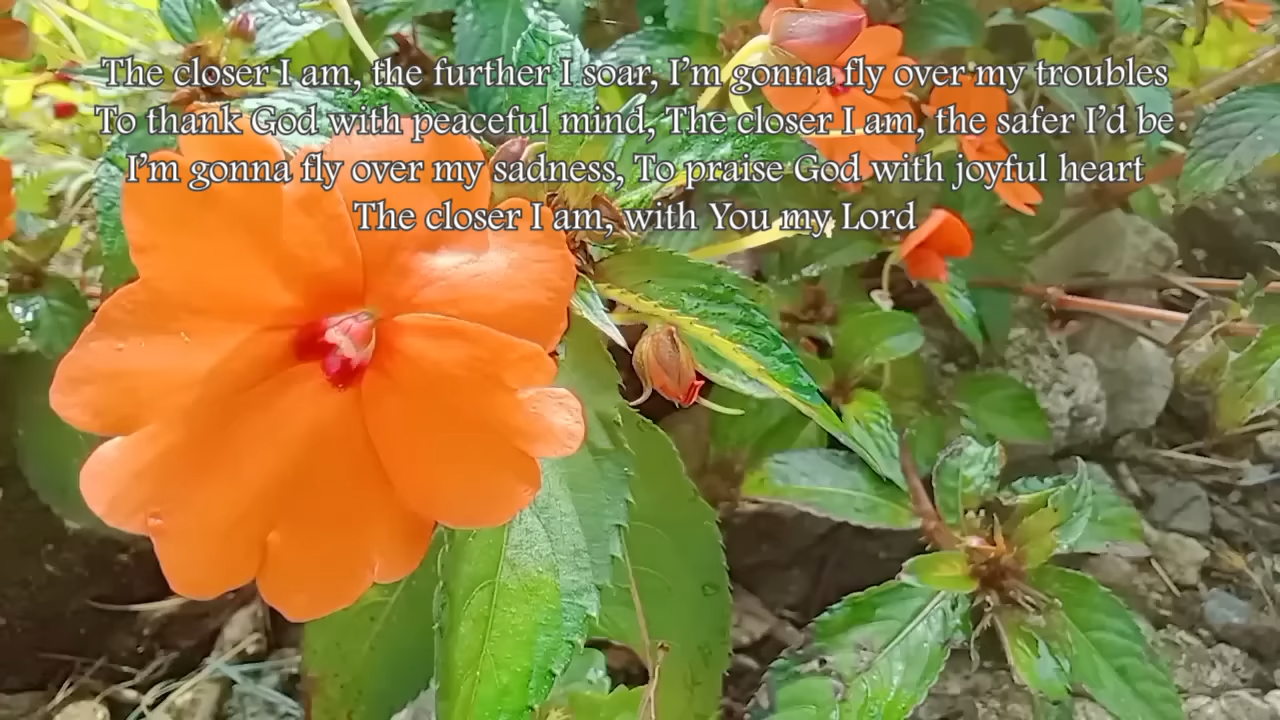 The closer I am, the further I soar, I'm gonna fly over my troubles
To thank God with peaceful mind, The closer I am, the safer I'd be
I'm gonna fly over my sadness, To praise God with joyful heart
The closer I am, with You my Lord